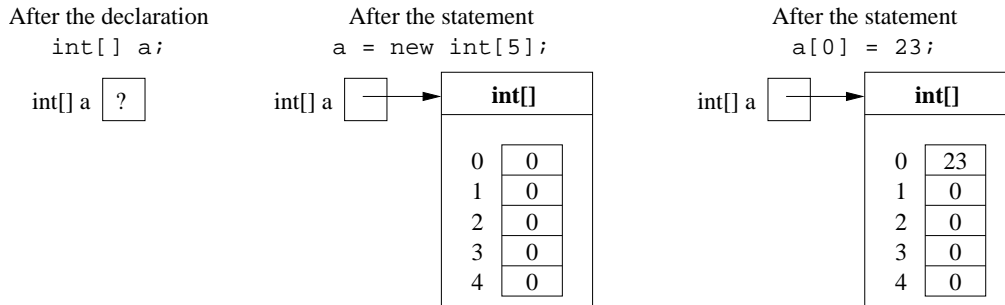 After the declaration
int[] a;
int[] a ?
After the statement
a = new int[5];
int[] a
int[]
0 0
1 0
2 0
3 0
4 0
After the statement
a[0] = 23;
int[] a
int[]
0 23
1 0
2 0
3 0
4 0